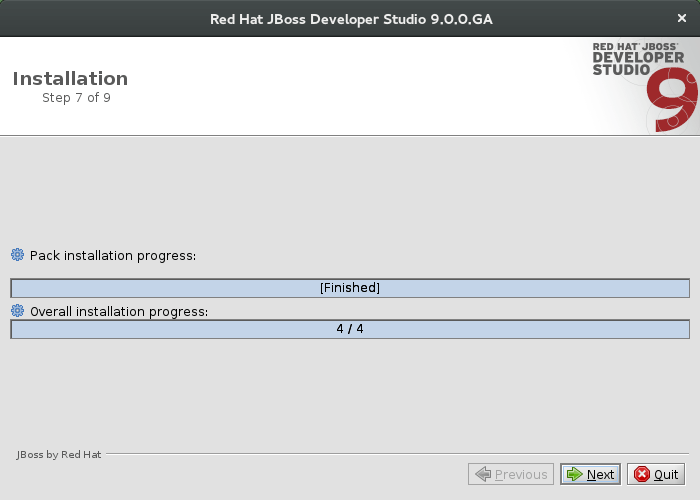 Red Hat JBoss Developer Studio 9.0.0.GA
RED HAT® JBOSS®
DEVELOPER
STUDIO
9
Installation
Step 7 of 9
Pack installation progress:
[Finished]
Overall installation progress:
4 / 4
JBoss by Red Hat
Previous
Next
Quit